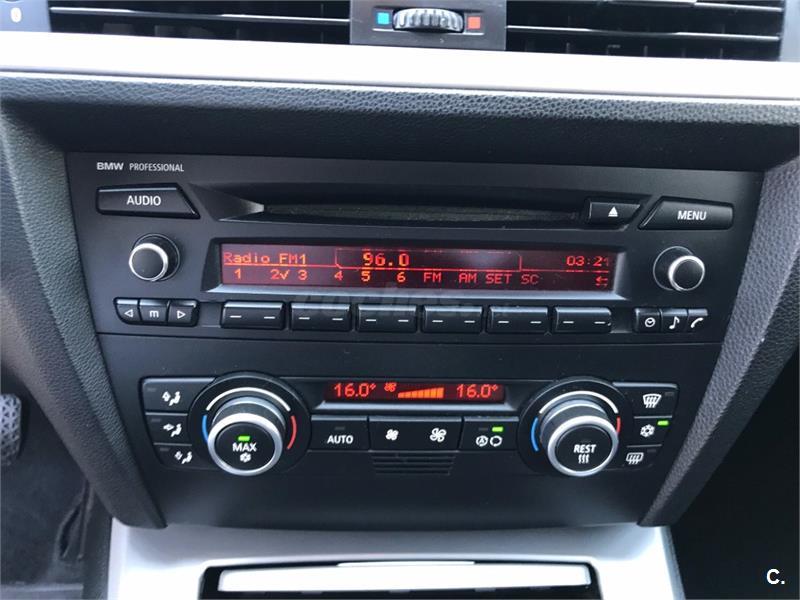 BMW PROFESSIONAL
AUDIO
MENU
Radio FM1 96.0 03:21
1 2√ 3 4 5 6 FM AM SET SC
m
16.0° 16.0°
MAX
AUTO
REST
C.